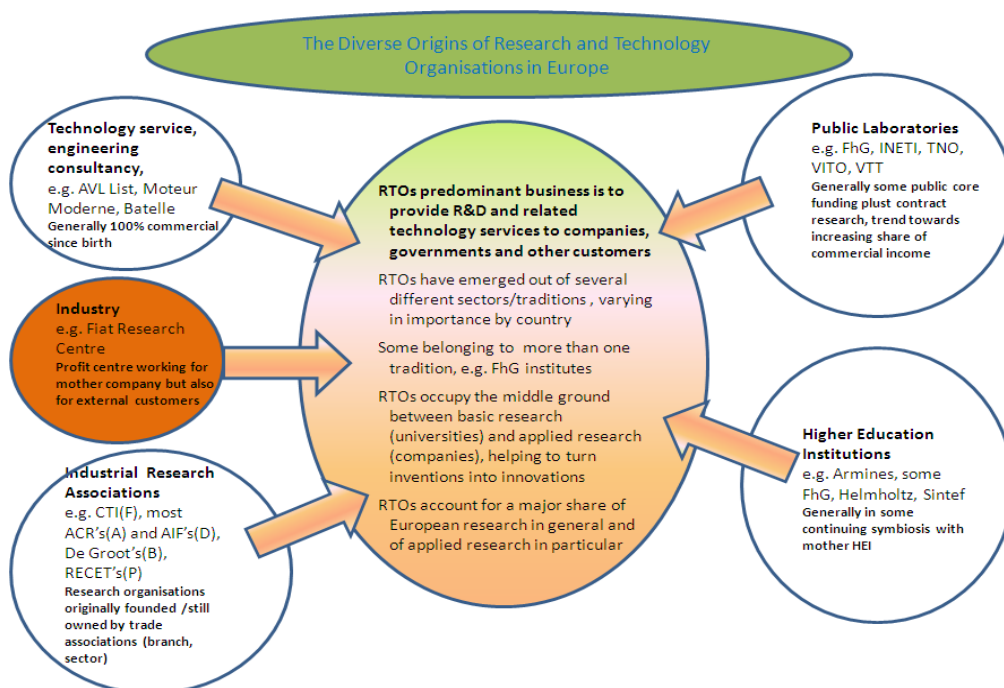 The Diverse Origins of Research and Technology
Organisations in Europe
Technology service,
engineering
consultancy,
e.g. AVL List, Moteur
Moderne, Batelle
Generally 100% commercial
since birth
Industry
e.g. Fiat Research
Centre
Profit centre working for
mother company but also
for external customers
Industrial Research
Associations
e.g. CTI(F), most
ACR's(A) and AIF's(D),
De Groot's(B),
RECET's(P)
Research organisations
originally founded /still
owned by trade
associations (branch,
sector)
RTOs predominant business is to
provide R&D and related
technology services to companies,
governments and other customers
RTOs have emerged out of several
different sectors/traditions , varying
in importance by country
Some belonging to more than one
tradition, e.g. FhG institutes
RTOs occupy the middle ground
between basic research
(universities) and applied research
(companies), helping to turn
inventions into innovations
RTOs account for a major share of
European research in general and
of applied research in particular
Public Laboratories
e.g. FhG, INETI, TNO,
VITO, VTT
Generally some public core
funding plust contract
research, trend towards
increasing share of
commercial income
Higher Education
Institutions
e.g. Armines, some
FhG, Helmholtz, Sintef
Generally in some
continuing symbiosis with
mother HEI